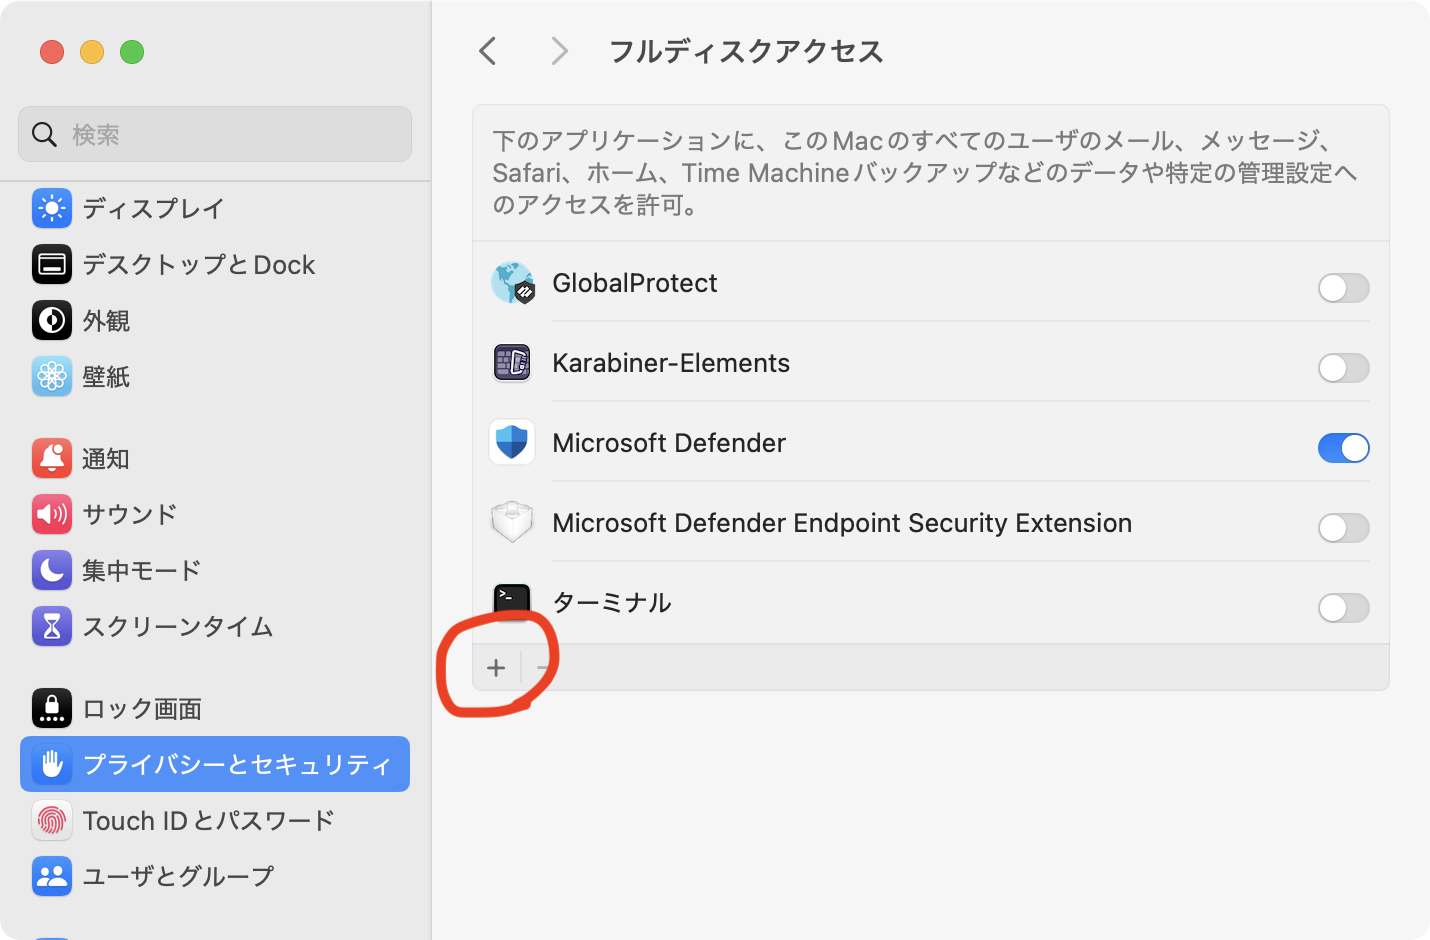 検索
ディスプレイ
デスクトップとDock
外観
壁紙
通知
サウンド
集中モード
スクリーンタイム
ロック画面
プライバシーとセキュリティ
Touch IDとパスワード
ユーザとグループ
フルディスクアクセス
下のアプリケーションに、このMacのすべてのユーザのメール、メッセージ、
Safari、ホーム、Time Machineバックアップなどのデータや特定の管理設定へ
のアクセスを許可。
GlobalProtect
Karabiner-Elements
Microsoft Defender
Microsoft Defender Endpoint Security Extension
ターミナル